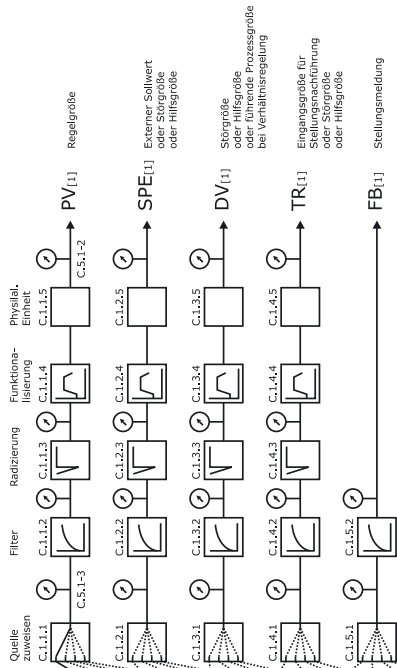 Quelle
zuweisen
Filter
Radizierung
Funktiona-
lisierung
Physilal.
Einheit
C.1.1.1
C.1.1.2
C.1.1.3
C.1.1.4
C.1.1.5
C.5.1-3
C.5.1-2
PV[1]
Regelgröße
C.1.2.1
C.1.2.2
C.1.2.3
C.1.2.4
C.1.2.5
SPE[1]
Externer Sollwert
oder Störgröße
oder Hilfsgröße
C.1.3.1
C.1.3.2
C.1.3.3
C.1.3.4
C.1.3.5
DV[1]
Störgröße
oder Hilfsgröße
oder führende Prozessgröße
bei Verhältnisregelung
C.1.4.1
C.1.4.2
C.1.4.3
C.1.4.4
C.1.4.5
TR[1]
Eingangsgröße für
Stellungsnachführung
oder Störgröße
oder Hilfsgröße
C.1.5.1
C.1.5.2
FB[1]
Stellungsmeldung